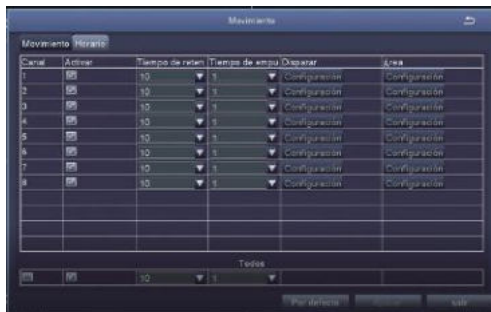 Movimiento
Movimiento Horario
Canal Activar Tiempo de reten Tiempo de empu Disparar Área
1 10 1 Configuración Configuración
2 10 1 Configuración Configuración
3 10 1 Configuración Configuración
4 10 1 Configuración Configuración
5 10 1 Configuración Configuración
6 10 1 Configuración Configuración
7 10 1 Configuración Configuración
8 10 1 Configuración Configuración
Todos
10 1
Por defecto Salir